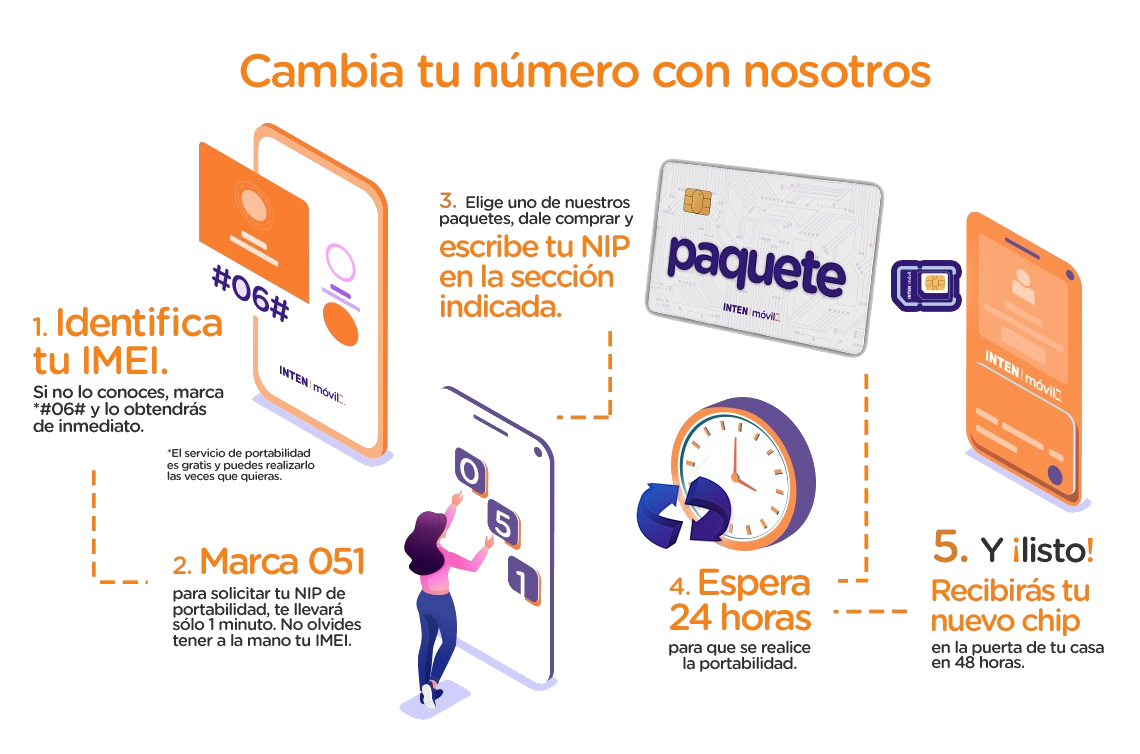 Cambia tu número con nosotros
#06#
INTEN móvil
1. Identifica
tu IMEI.
Si no lo conoces, marca
*#06# y lo obtendrás
de inmediato.
*El servicio de portabilidad
es gratis y puedes realizarlo
las veces que quieras.
2. Marca 051
para solicitar tu NIP de
portabilidad, te llevará
sólo 1 minuto. No olvides
tener a la mano tu IMEI.
0
5
1
3. Elige uno de nuestros
paquetes, dale comprar y
escribe tu NIP
en la sección
indicada.
paquete
INTEN móvil
4. Espera
24 horas
para que se realice
la portabilidad.
INTEN móvil
INTEN móvil
5. Y ¡listo!
Recibirás tu
nuevo chip
en la puerta de tu casa
en 48 horas.